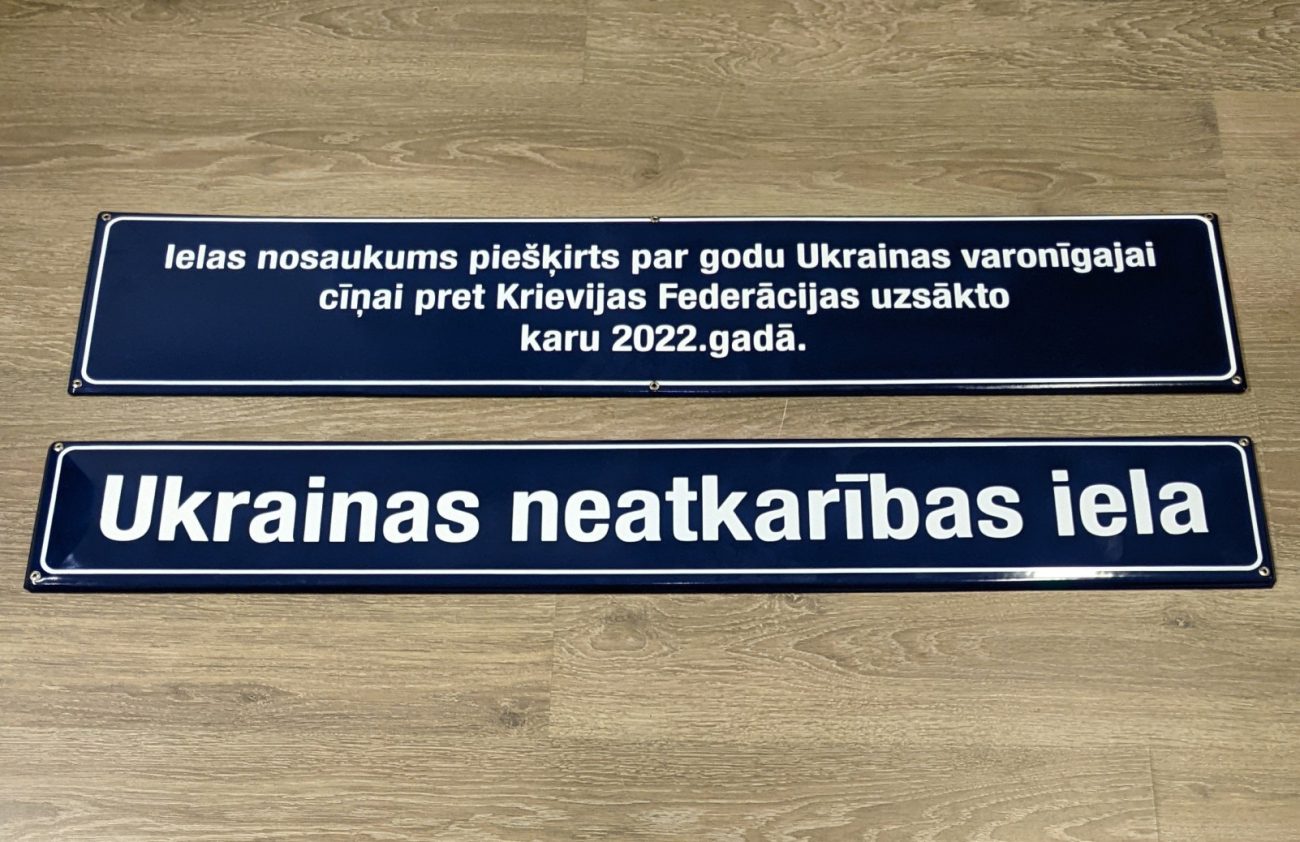 Ielas nosaukums piešķirts par godu Ukrainas varonīgajai
cīņai pret Krievijas Federācijas uzsākto
karu 2022.gadā.
Ukrainas neatkarības iela